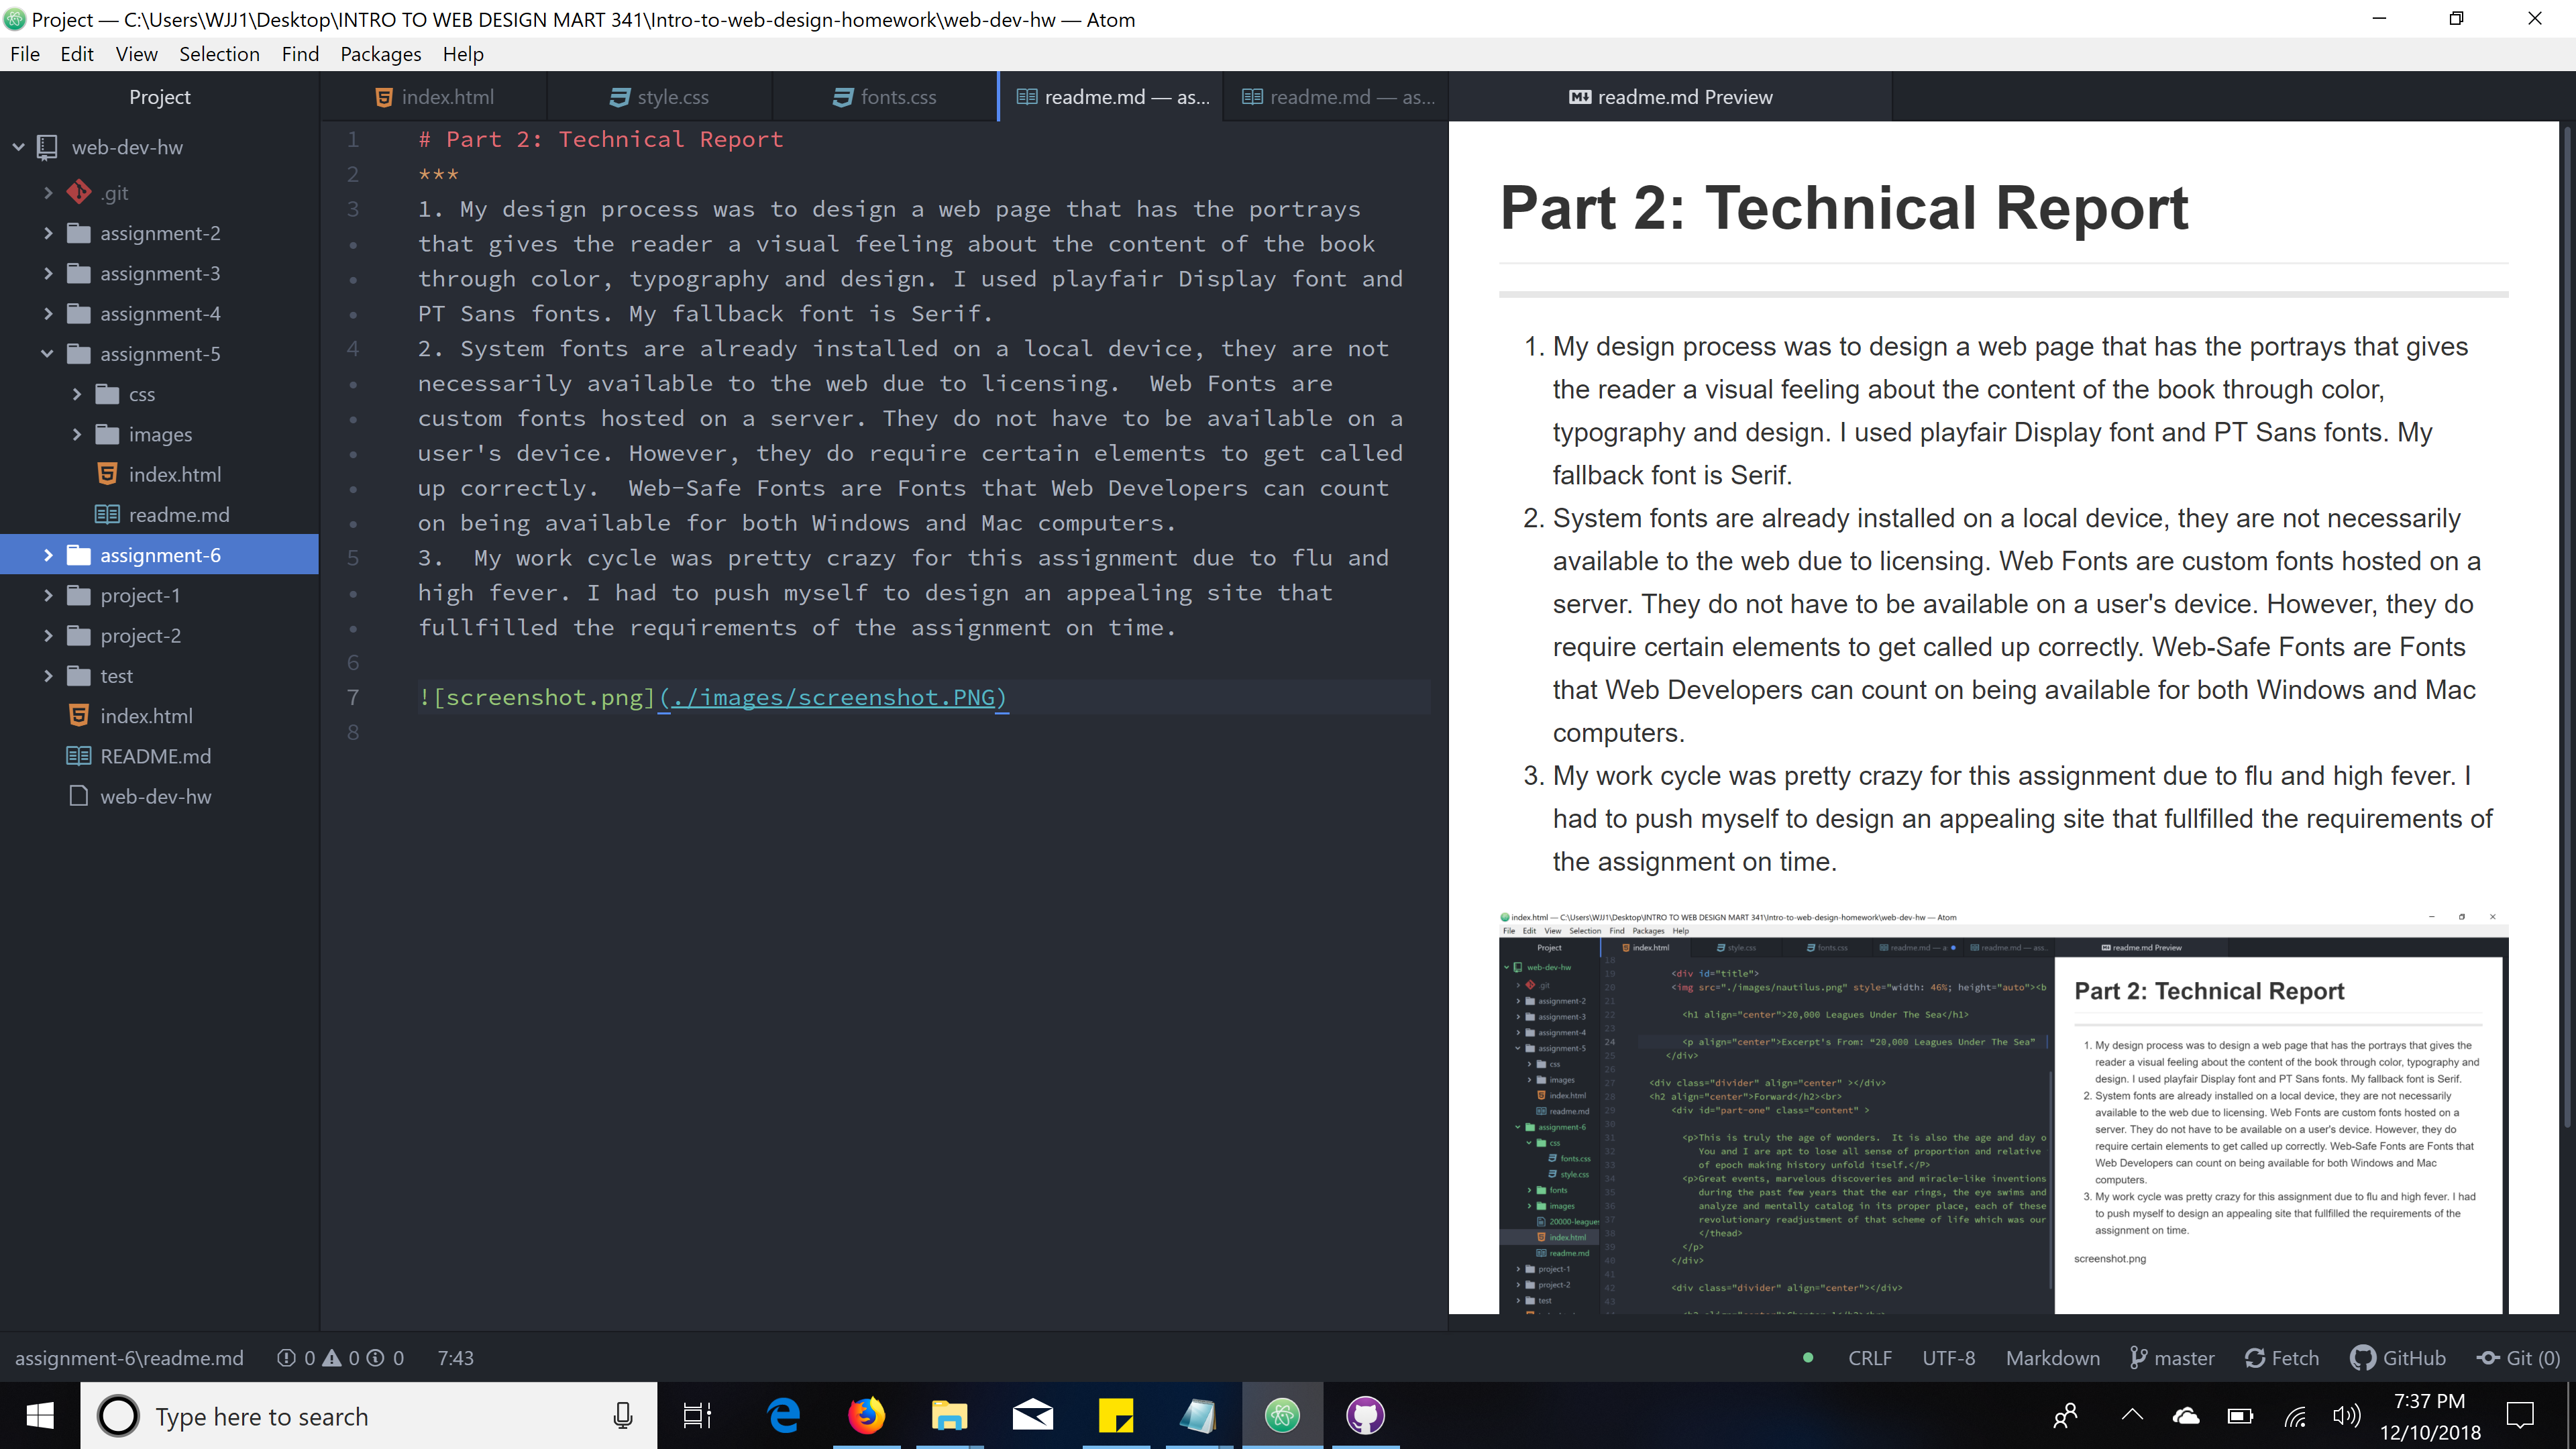 Project — C:\Users\WJJ1\Desktop\INTRO TO WEB DESIGN MART 341\Intro-to-web-design-homework\web-dev-hw — Atom
File Edit View Selection Find Packages Help
Project
index.html
style.css
fonts.css
readme.md — as...
readme.md — as...
readme.md Preview
web-dev-hw
.git
assignment-2
assignment-3
assignment-4
assignment-5
css
images
index.html
readme.md
assignment-6
project-1
project-2
test
index.html
README.md
web-dev-hw
1 # Part 2: Technical Report
2 ***
3 1. My design process was to design a web page that has the portrays
that gives the reader a visual feeling about the content of the book
through color, typography and design. I used playfair Display font and
PT Sans fonts. My fallback font is Serif.
4 2. System fonts are already installed on a local device, they are not
necessarily available to the web due to licensing.  Web Fonts are
custom fonts hosted on a server. They do not have to be available on a
user's device. However, they do require certain elements to get called
up correctly.  Web-Safe Fonts are Fonts that Web Developers can count
on being available for both Windows and Mac computers.
5 3.  My work cycle was pretty crazy for this assignment due to flu and
high fever. I had to push myself to design an appealing site that
fullfilled the requirements of the assignment on time.
6
7 ![screenshot.png](./images/screenshot.PNG)
8
Part 2: Technical Report
1. My design process was to design a web page that has the portrays that gives
the reader a visual feeling about the content of the book through color,
typography and design. I used playfair Display font and PT Sans fonts. My
fallback font is Serif.
2. System fonts are already installed on a local device, they are not necessarily
available to the web due to licensing. Web Fonts are custom fonts hosted on a
server. They do not have to be available on a user's device. However, they do
require certain elements to get called up correctly. Web-Safe Fonts are Fonts
that Web Developers can count on being available for both Windows and Mac
computers.
3. My work cycle was pretty crazy for this assignment due to flu and high fever. I
had to push myself to design an appealing site that fullfilled the requirements of
the assignment on time.
index.html — C:\Users\WJJ1\Desktop\INTRO TO WEB DESIGN MART 341\Intro-to-web-design-homework\web-dev-hw — Atom
File Edit View Selection Find Packages Help
Project
index.html
style.css
fonts.css
readme.md — a
readme.md — ass..
readme.md Preview
web-dev-hw
.git
assignment-2
assignment-3
assignment-4
assignment-5
css
images
index.html
readme.md
assignment-6
css
fonts.css
style.css
fonts
images
20000-league
index.html
readme.md
project-1
project-2
test
18
19 <div id="title">
20 <img src="./images/nautilus.png" style="width: 46%; height="auto"><b
21
22 <h1 align="center">20,000 Leagues Under The Sea</h1>
23
24 <p align="center">Excerpt's From: “20,000 Leagues Under The Sea”
25 </div>
26
27 <div class="divider" align="center" ></div>
28 <h2 align="center">Forward</h2><br>
29 <div id="part-one" class="content" >
30
31 <p>This is truly the age of wonders.  It is also the age and day o
32 You and I are apt to lose all sense of proportion and relative
33 of epoch making history unfold itself.</P>
34 <p>Great events, marvelous discoveries and miracle-like inventions
35 during the past few years that the ear rings, the eye swims and
36 analyze and mentally catalog in its proper place, each of these
37 revolutionary readjustment of that scheme of life which was our
38 </thead>
39 </p>
40 </div>
41
42 <div class="divider" align="center"></div>
43
Part 2: Technical Report
1. My design process was to design a web page that has the portrays that gives the
reader a visual feeling about the content of the book through color, typography and
design. I used playfair Display font and PT Sans fonts. My fallback font is Serif.
2. System fonts are already installed on a local device, they are not necessarily
available to the web due to licensing. Web Fonts are custom fonts hosted on a
server. They do not have to be available on a user's device. However, they do
require certain elements to get called up correctly. Web-Safe Fonts are Fonts that
Web Developers can count on being available for both Windows and Mac
computers.
3. My work cycle was pretty crazy for this assignment due to flu and high fever. I had
to push myself to design an appealing site that fullfilled the requirements of the
assignment on time.
screenshot.png
assignment-6\readme.md 0 0 0 7:43
CRLF UTF-8 Markdown master Fetch GitHub Git (0)
Type here to search
7:37 PM
12/10/2018